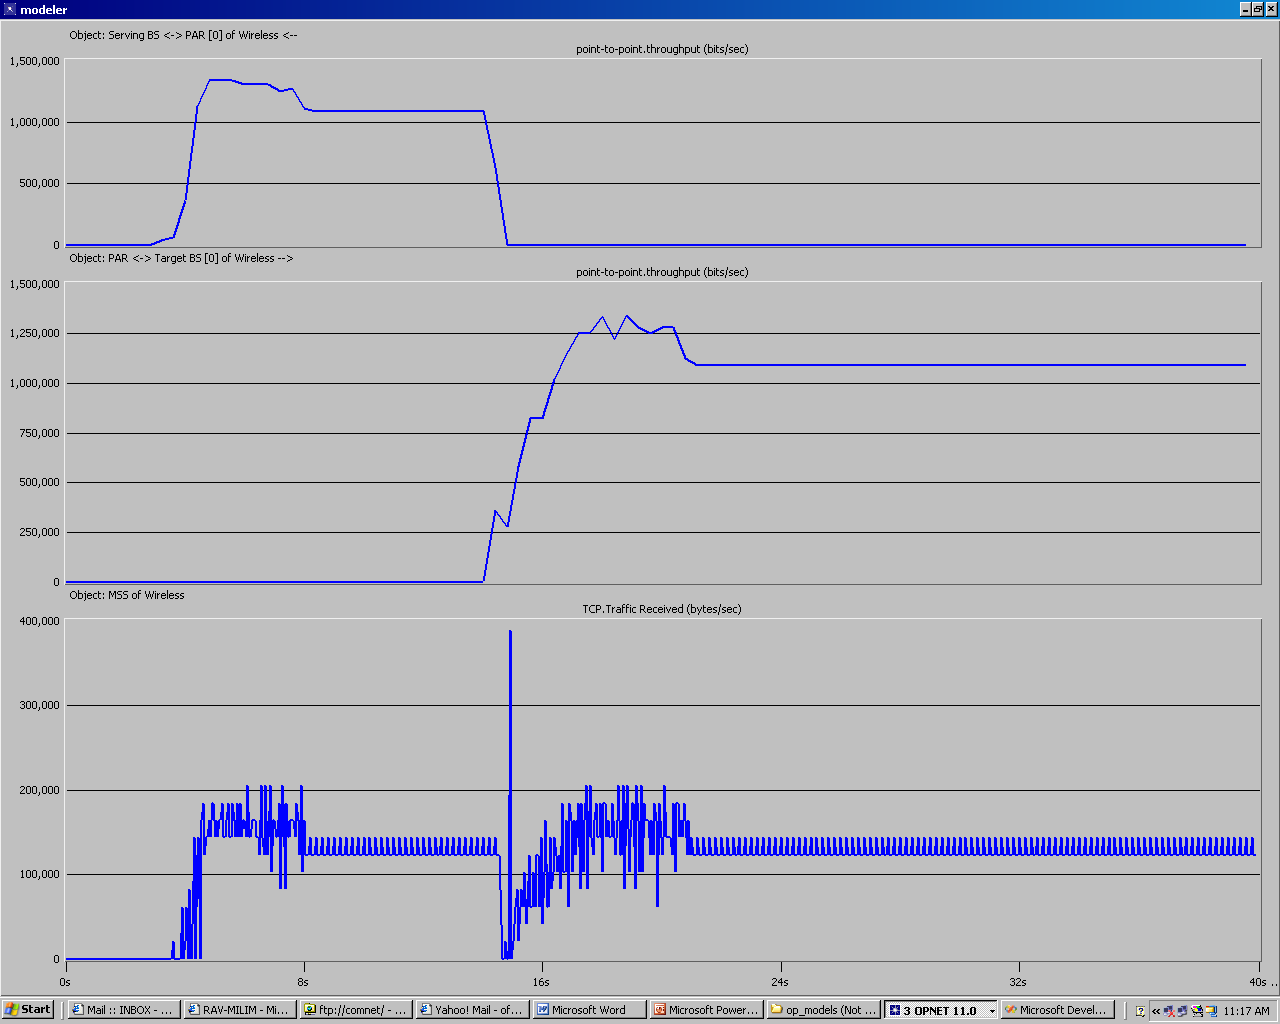 modeler
Object: Serving BS <-> PAR [0] of Wireless <--
point-to-point.throughput (bits/sec)
1,500,000
1,000,000
500,000
0
Object: PAR <-> Target BS [0] of Wireless -->
point-to-point.throughput (bits/sec)
1,500,000
1,250,000
1,000,000
750,000
500,000
250,000
0
Object: MSS of Wireless
TCP.Traffic Received (bytes/sec)
400,000
300,000
200,000
100,000
0
0s 8s 16s 24s 32s 40s ..
Start Mail :: INBOX - ... RAV-MILIM - Mi... ftp://comnet/ - ... Yahoo! Mail - of... Microsoft Word Microsoft Power... op_models (Not ... 3 OPNET 11.0 Microsoft Devel... « 11:17 AM